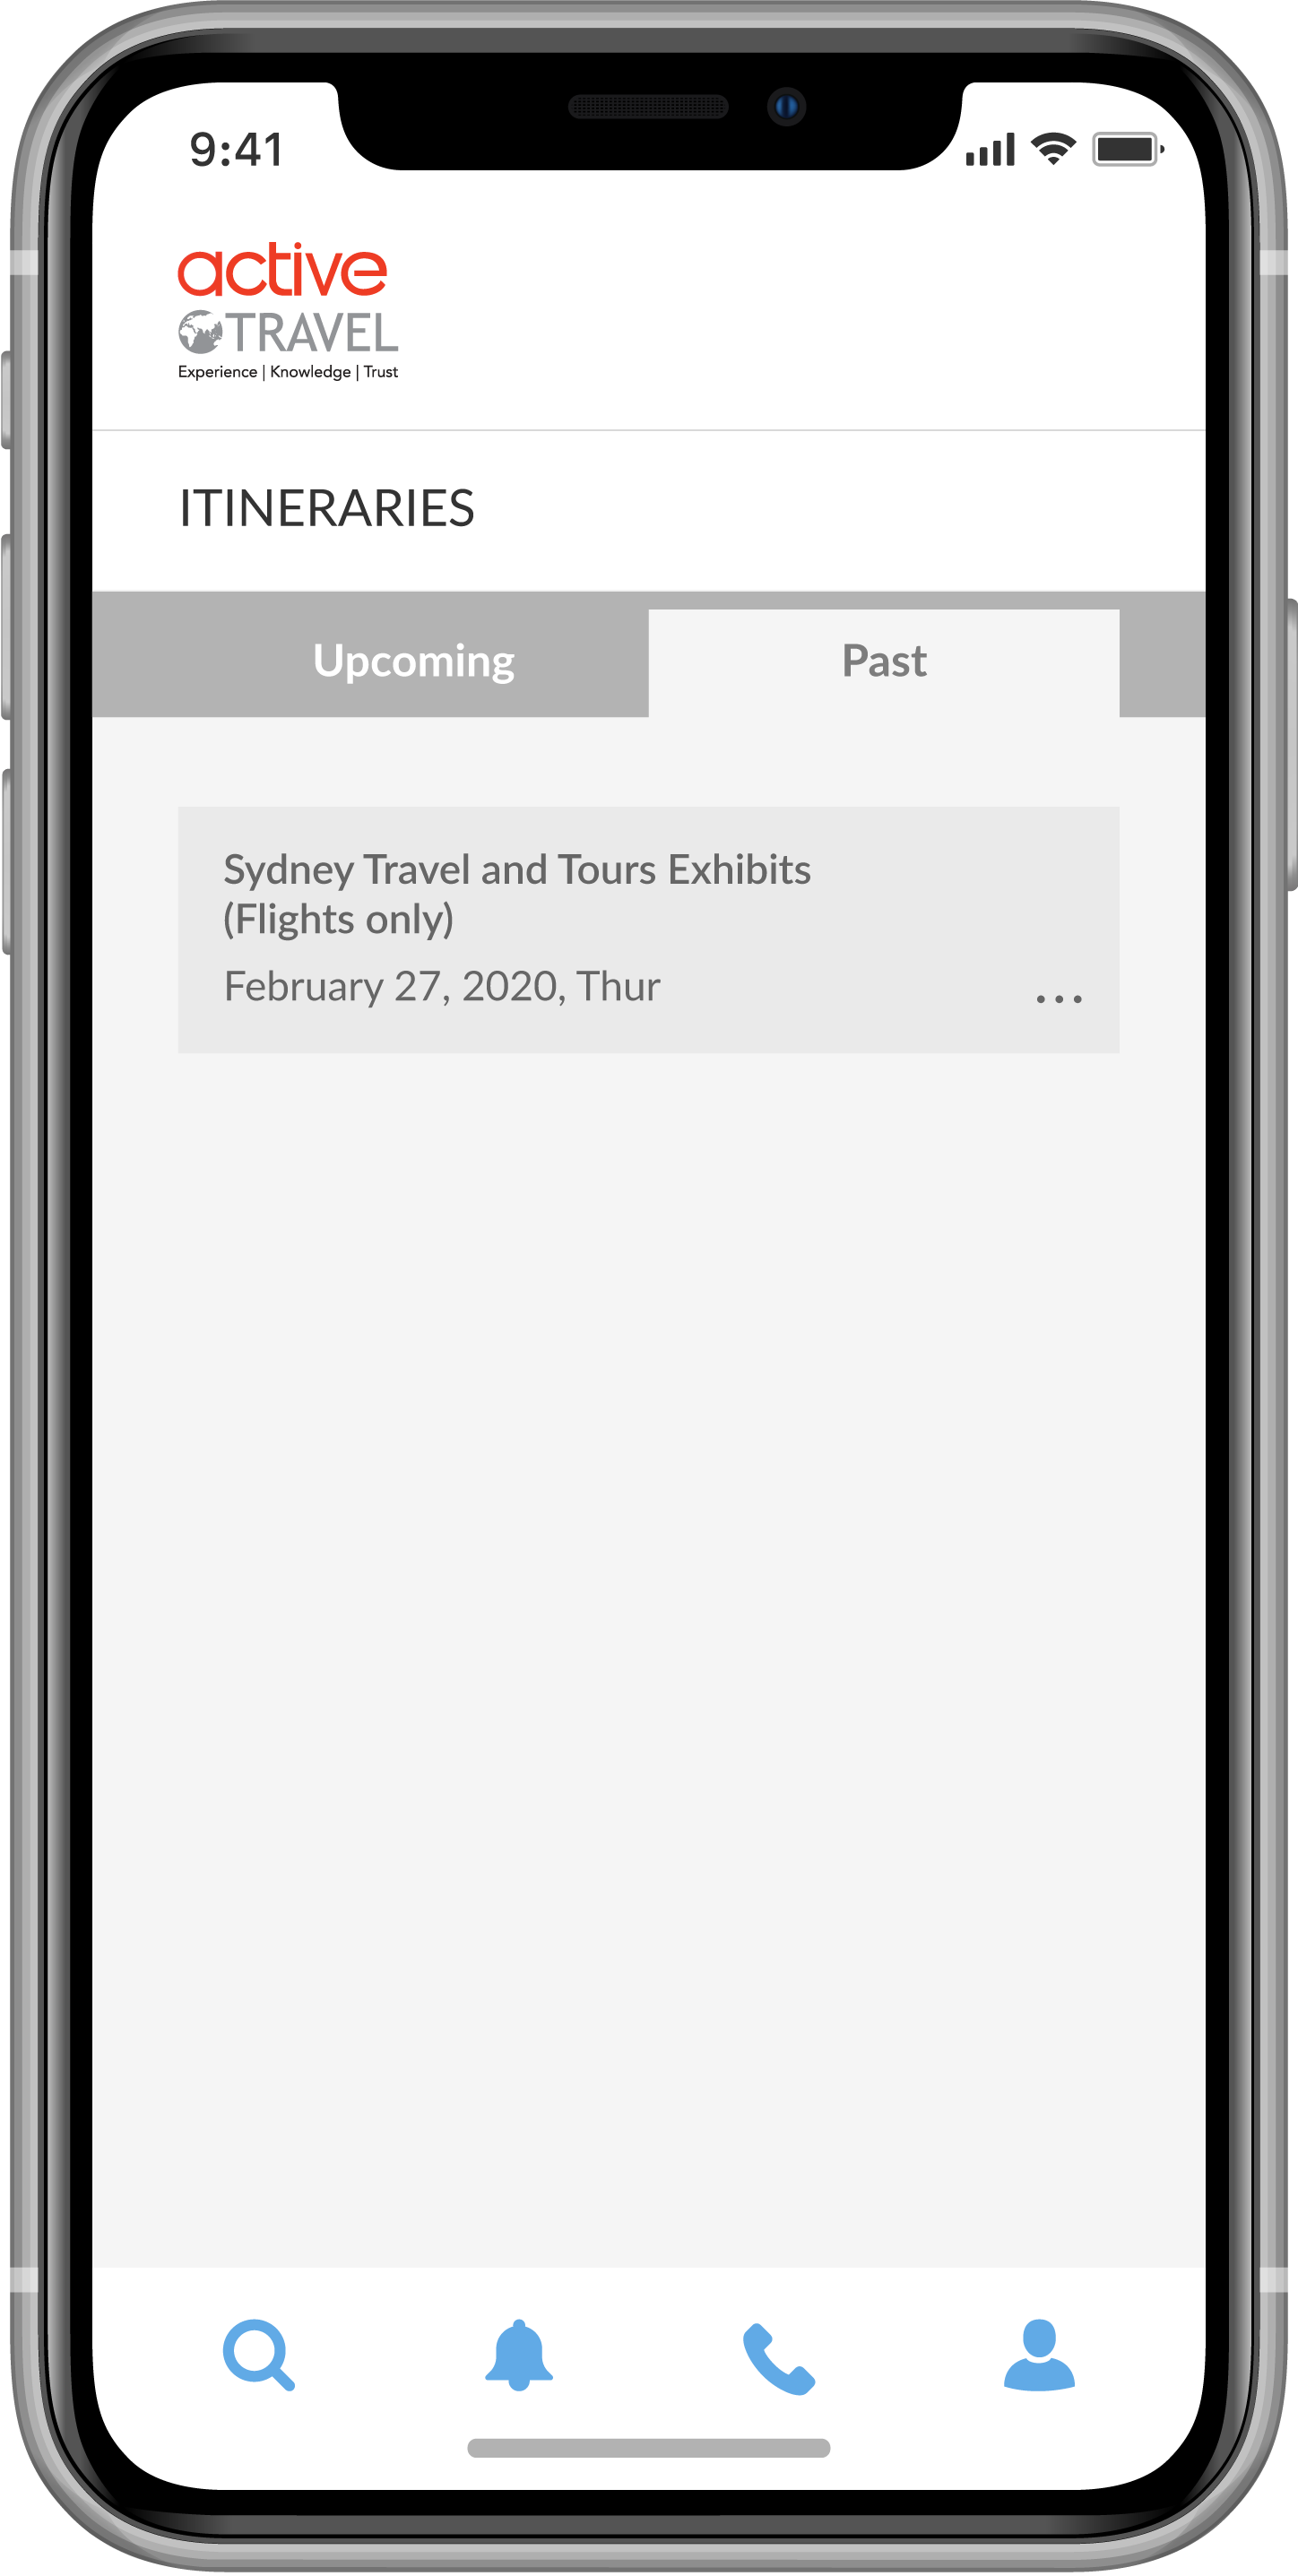 9:41
active
TRAVEL
Experience | Knowledge | Trust
ITINERARIES
Upcoming
Past
Sydney Travel and Tours Exhibits
(Flights only)
February 27, 2020, Thur
...